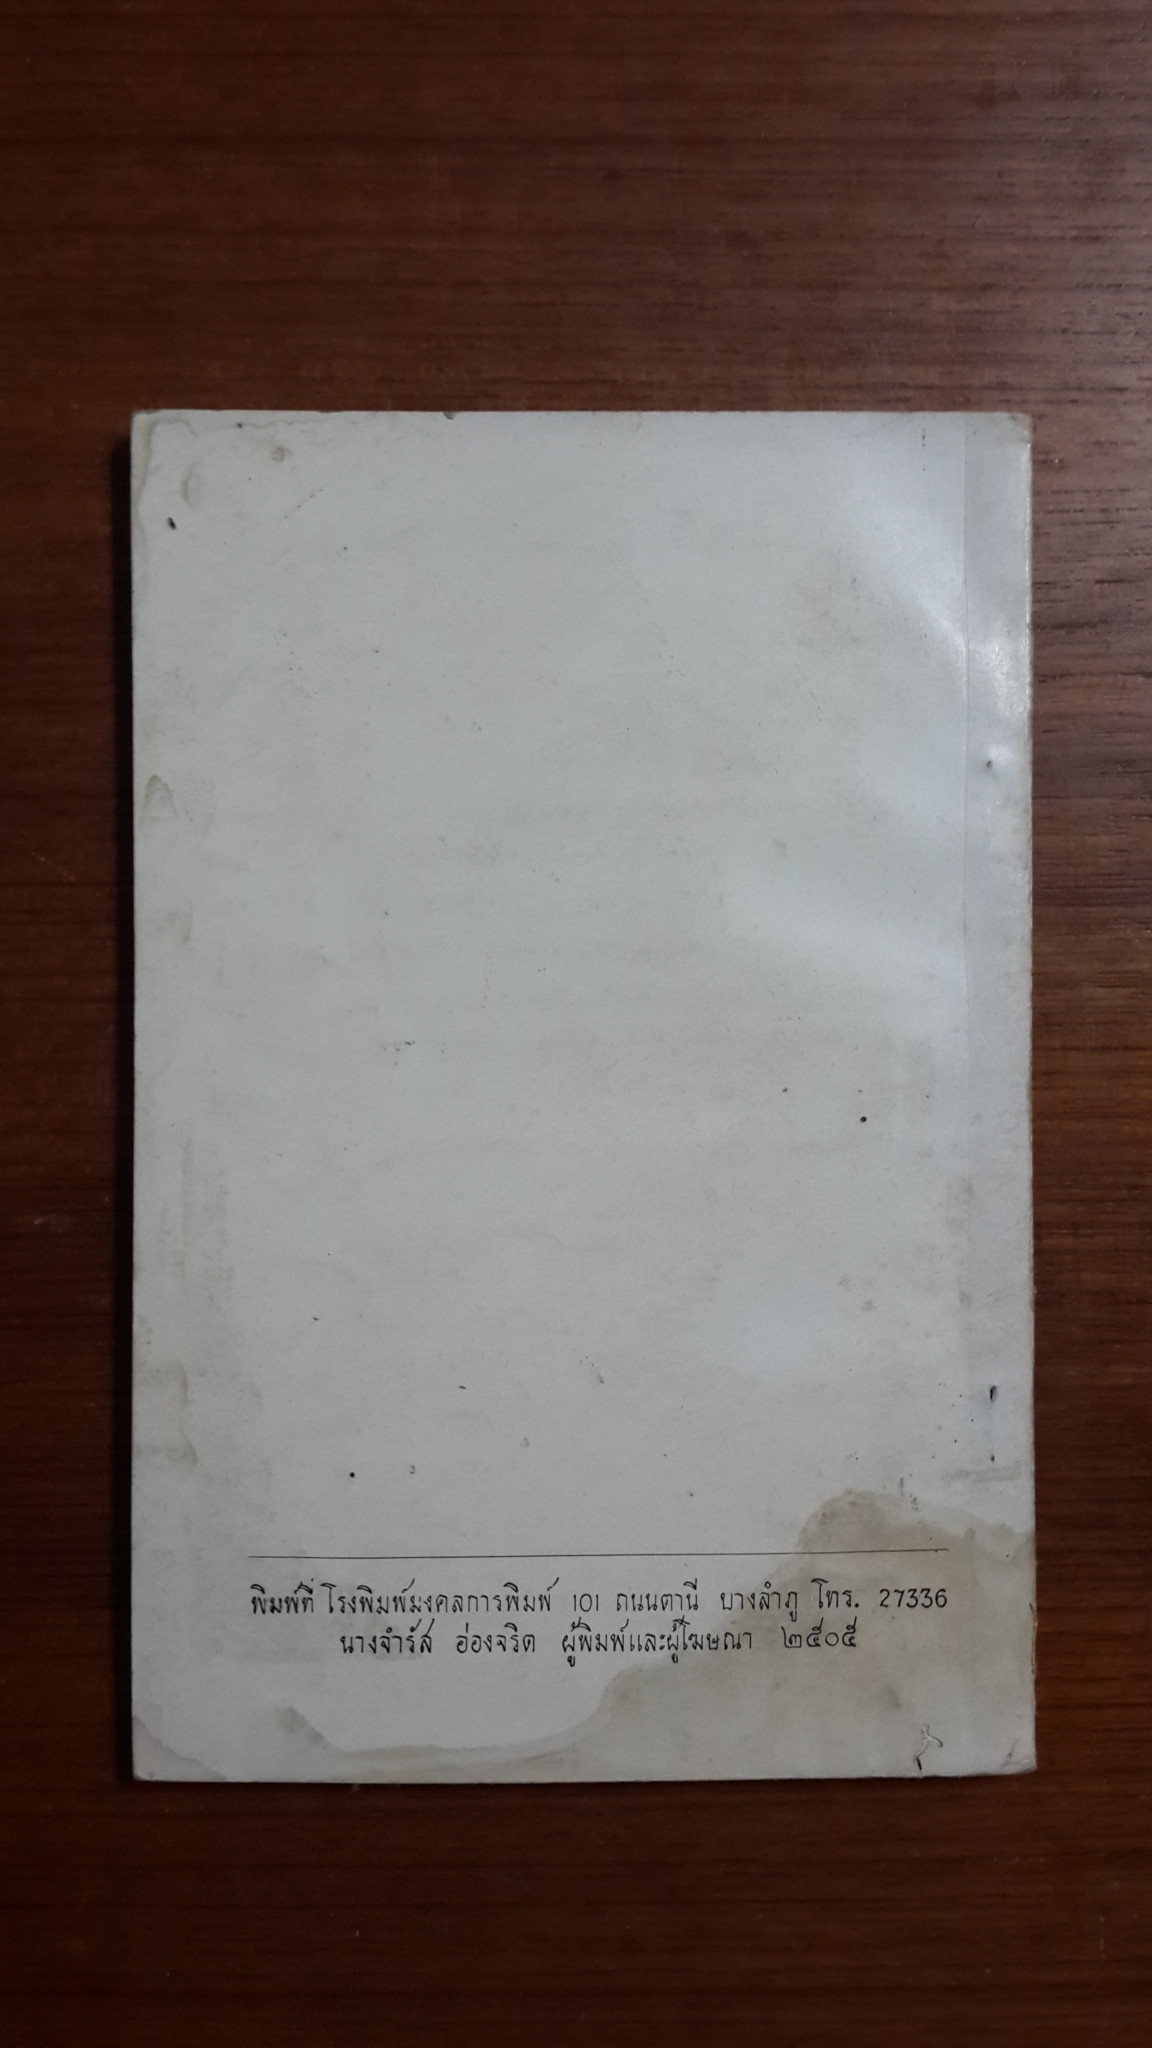 พิมพ์ที่ โรงพิมพ์มงคลการพิมพ์ 101 ถนนตานี บางลำภู โทร. 27336
นางจำรัส อ่องจริต ผู้พิมพ์และผู้โฆษณา ๒๕๐๕